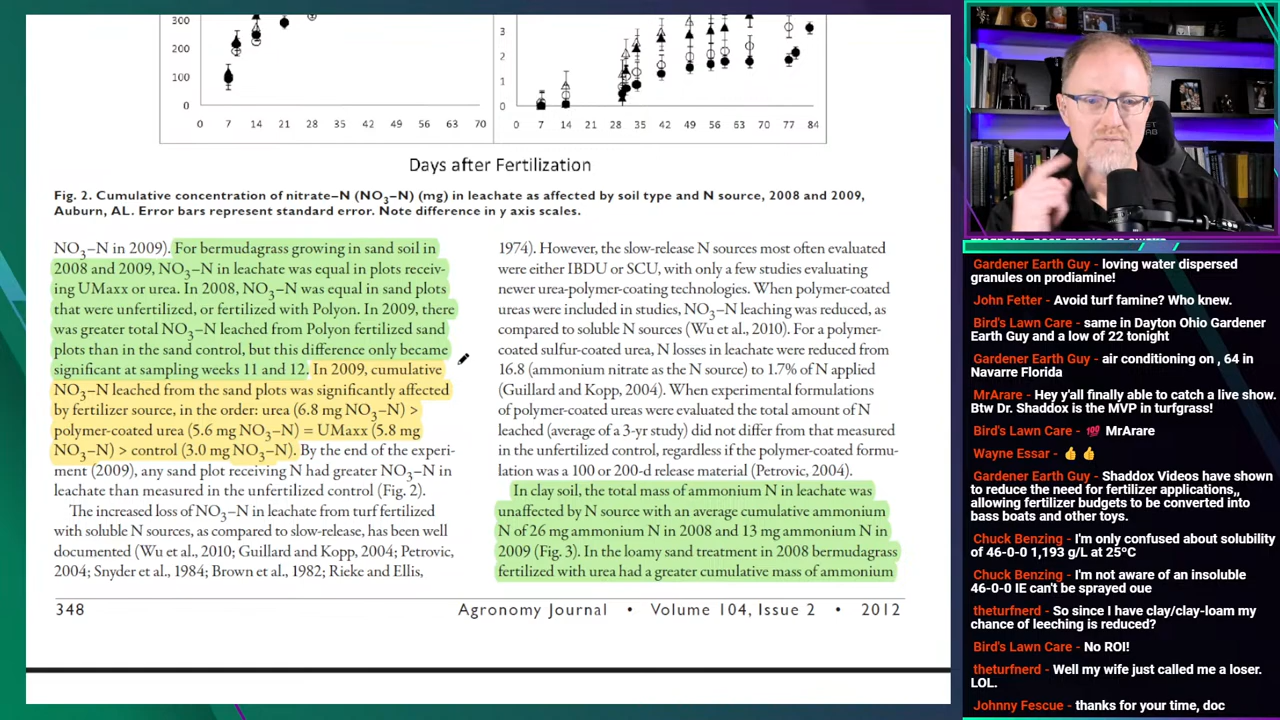 300
200
100
0
0 7 14 21 28 35 42 49 56 63 70
3
2
1
0
0 7 14 21 28 35 42 49 56 63 70 77 84
Days after Fertilization
Fig. 2. Cumulative concentration of nitrate–N (NO3–N) (mg) in leachate as affected by soil type and N source, 2008 and 2009,
Auburn, AL. Error bars represent standard error. Note difference in y axis scales.
NO3–N in 2009). For bermudagrass growing in sand soil in
2008 and 2009, NO3–N in leachate was equal in plots receiv-
ing UMaxx or urea. In 2008, NO3–N was equal in sand plots
that were unfertilized, or fertilized with Polyon. In 2009, there
was greater total NO3–N leached from Polyon fertilized sand
plots than in the sand control, but this difference only became
significant at sampling weeks 11 and 12. In 2009, cumulative
NO3–N leached from the sand plots was significantly affected
by fertilizer source, in the order: urea (6.8 mg NO3–N) >
polymer-coated urea (5.6 mg NO3–N) = UMaxx (5.8 mg
NO3–N) > control (3.0 mg NO3–N). By the end of the experi-
ment (2009), any sand plot receiving N had greater NO3–N in
leachate than measured in the unfertilized control (Fig. 2).
The increased loss of NO3–N in leachate from turf fertilized
with soluble N sources, as compared to slow-release, has been well
documented (Wu et al., 2010; Guillard and Kopp, 2004; Petrovic,
2004; Snyder et al., 1984; Brown et al., 1982; Rieke and Ellis,
1974). However, the slow-release N sources most often evaluated
were either IBDU or SCU, with only a few studies evaluating
newer urea-polymer-coating technologies. When polymer-coated
ureas were included in studies, NO3–N leaching was reduced, as
compared to soluble N sources (Wu et al., 2010). For a polymer-
coated sulfur-coated urea, N losses in leachate were reduced from
16.8 (ammonium nitrate as the N source) to 1.7% of N applied
(Guillard and Kopp, 2004). When experimental formulations
of polymer-coated ureas were evaluated the total amount of N
leached (average of a 3-yr study) did not differ from that measured
in the unfertilized control, regardless if the polymer-coated formu-
lation was a 100 or 200-d release material (Petrovic, 2004).
In clay soil, the total mass of ammonium N in leachate was
unaffected by N source with an average cumulative ammonium
N of 26 mg ammonium N in 2008 and 13 mg ammonium N in
2009 (Fig. 3). In the loamy sand treatment in 2008 bermudagrass
fertilized with urea had a greater cumulative mass of ammonium
348
Agronomy Journal • Volume 104, Issue 2 • 2012
Gardener Earth Guy - loving water dispersed
granules on prodiamine!
John Fetter - Avoid turf famine? Who knew.
Bird's Lawn Care - same in Dayton Ohio Gardener
Earth Guy and a low of 22 tonight
Gardener Earth Guy - air conditioning on , 64 in
Navarre Florida
MrArare - Hey y'all finally able to catch a live show.
Btw Dr. Shaddox is the MVP in turfgrass!
Bird's Lawn Care - 💯 MrArare
Wayne Essar - 👍 👍
Gardener Earth Guy - Shaddox Videos have shown
to reduce the need for fertilizer applications,,
allowing fertilizer budgets to be converted into
bass boats and other toys.
Chuck Benzing - I'm only confused about solubility
of 46-0-0 1,193 g/L at 25ºC
Chuck Benzing - I'm not aware of an insoluble
46-0-0 IE can't be sprayed oue
theturfnerd - So since I have clay/clay-loam my
chance of leeching is reduced?
Bird's Lawn Care - No ROI!
theturfnerd - Well my wife just called me a loser.
LOL.
Johnny Fescue - thanks for your time, doc